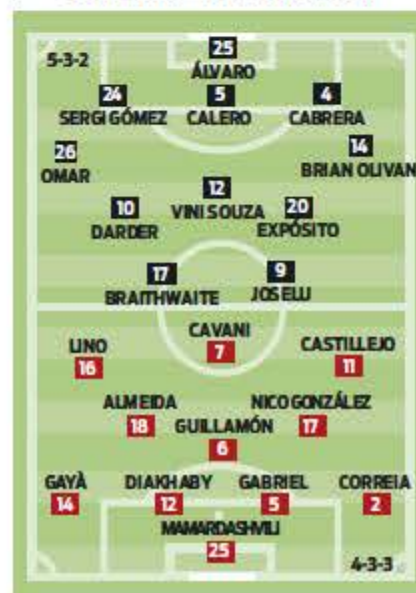 25
5-3-2
ÁLVARO
24 5 4
SERGI GÓMEZ CALERO CABRERA
26 14
OMAR BRIAN OLIVAN
12
10 VINI SOUZA 20
DARDER EXPÓSITO
17 9
BRAITHWAITE JOSELU
CAVANI
LINO 7 CASTILLEJO
16 11
ALMEIDA NICO GONZÁLEZ
18 GUILLAMÓN 17
6
GAYÀ DIAKHABY GABRIEL CORREIA
14 12 5 2
MAMARDASHVILI
25
4-3-3